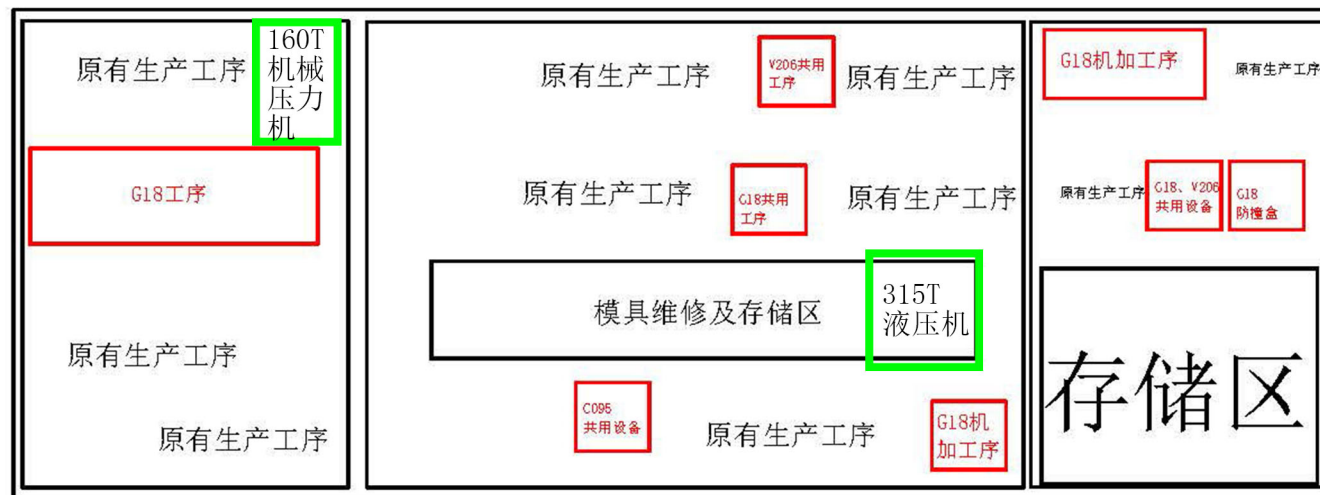 原有生产工序
160T
机械
压力
机
G18工序
原有生产工序
原有生产工序
原有生产工序
V206共用
工序
原有生产工序
原有生产工序
G18共用
工序
原有生产工序
模具维修及存储区
315T
液压机
C095
共用设备
原有生产工序
G18机
加工序
G18机加工序
原有生产工序
原有生产工序
G18、V206
共用设备
G18
防撞盒
存储区